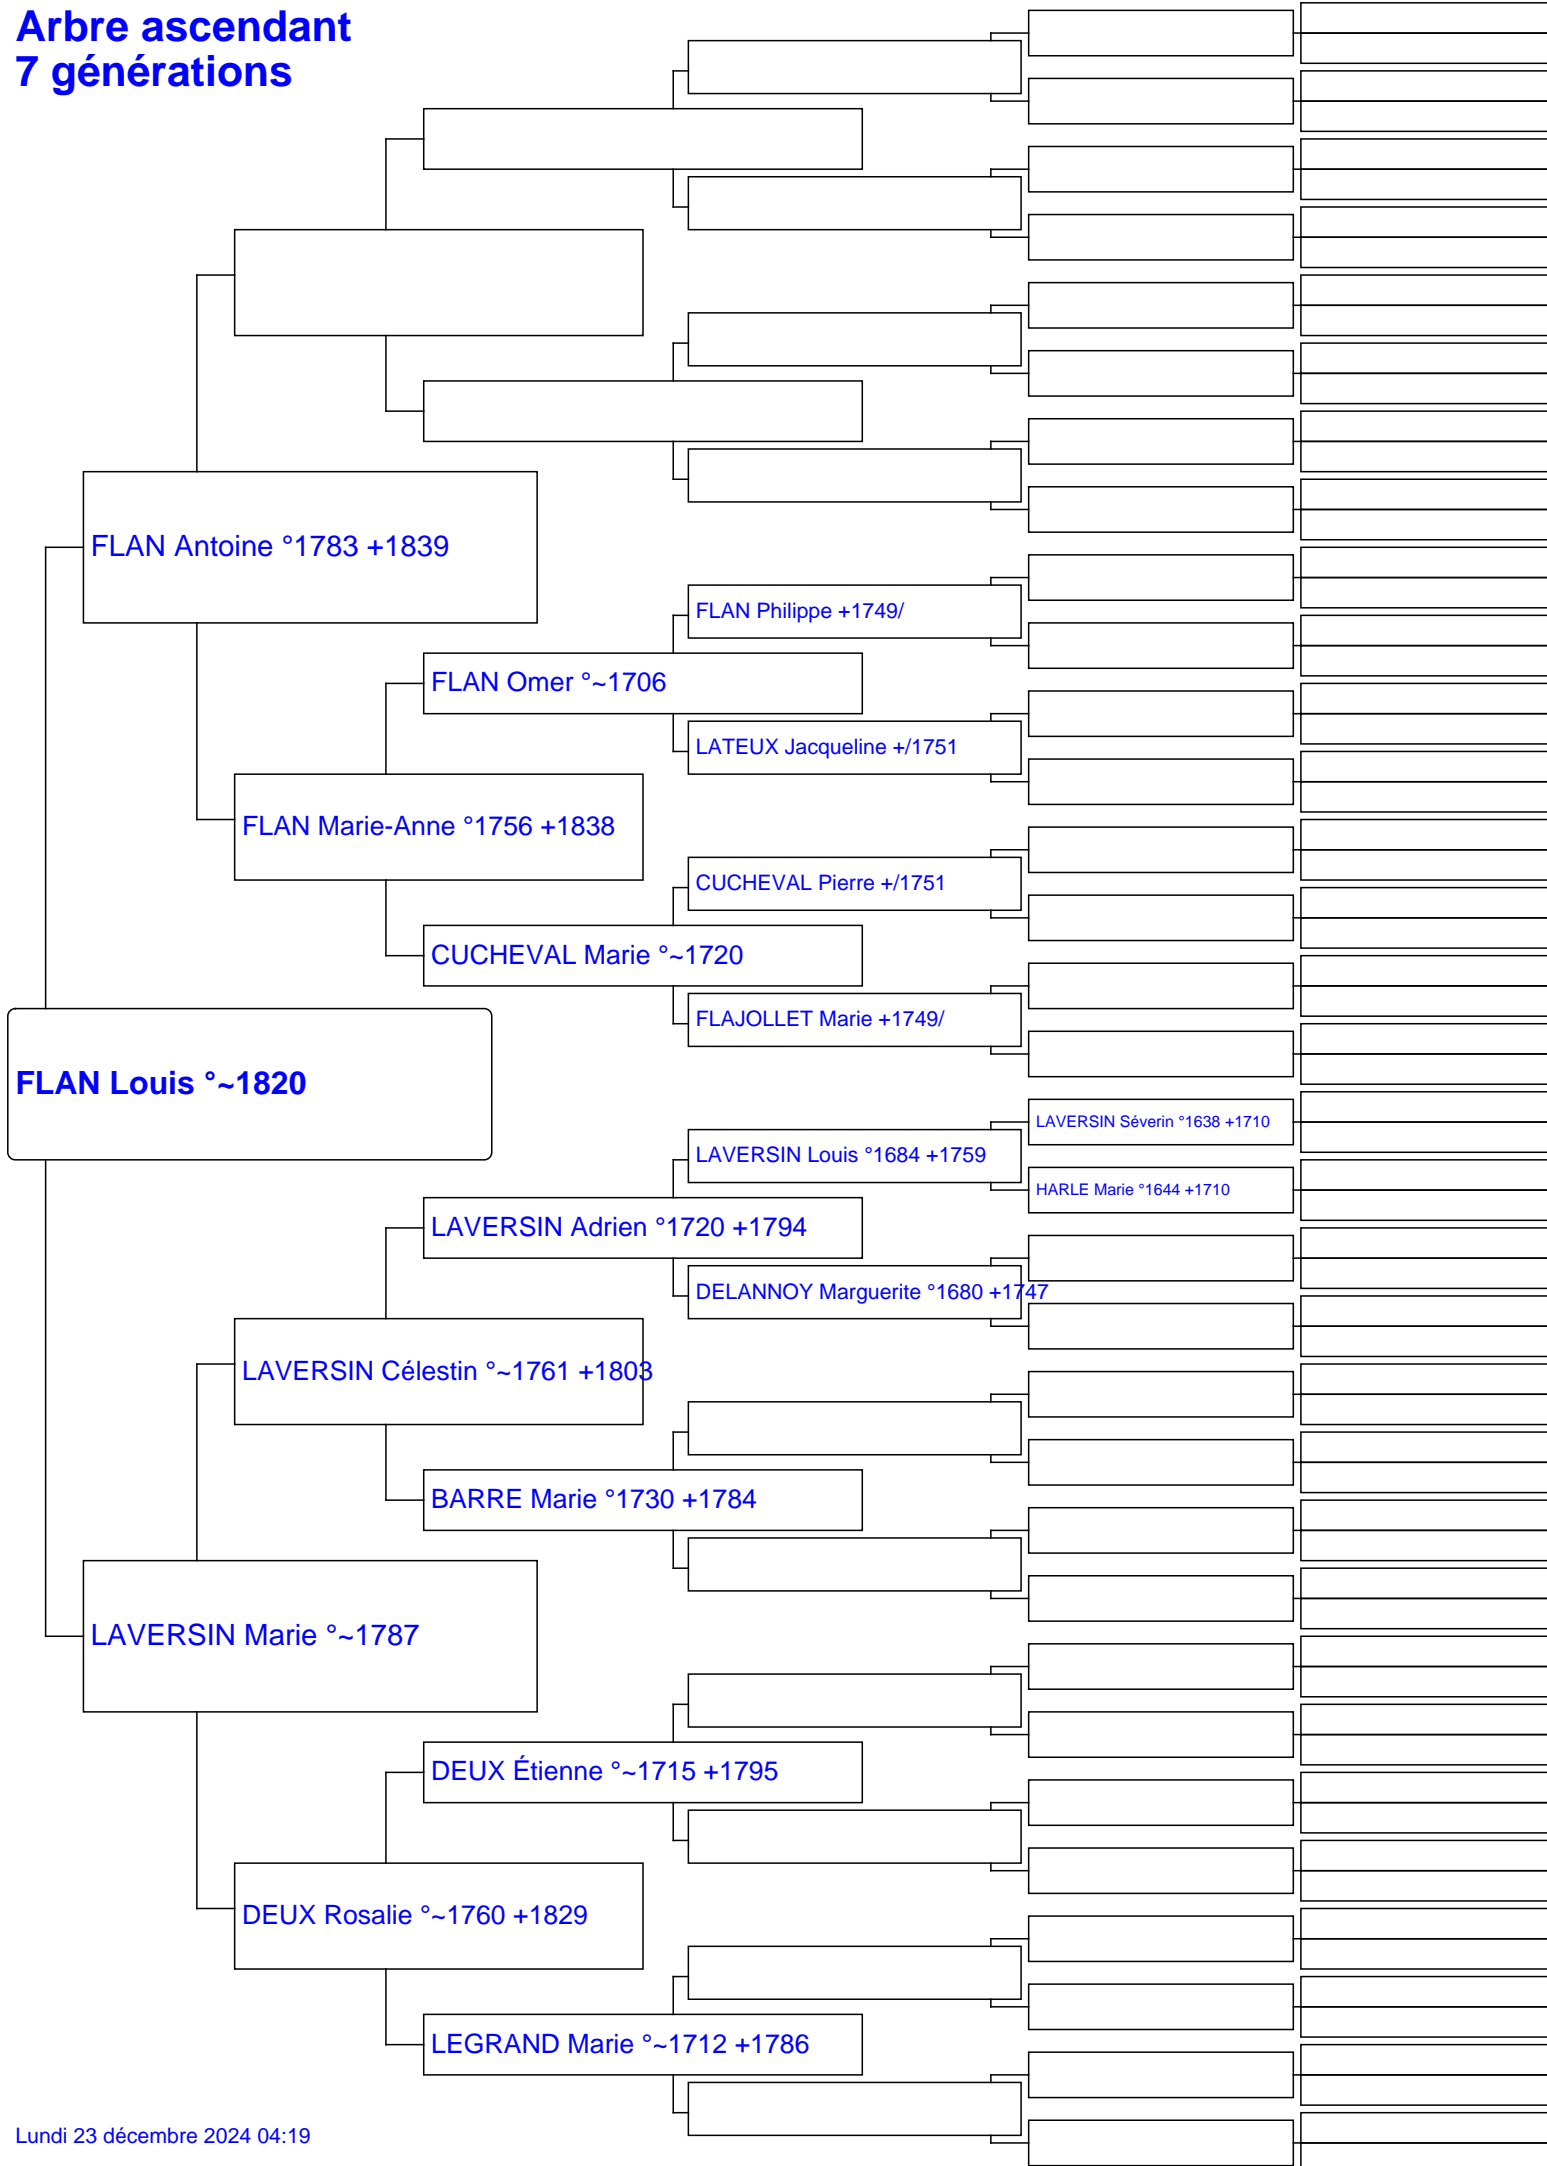 Arbre ascendant
7 générations
FLAN Antoine °1783 +1839
FLAN Philippe +1749/
FLAN Omer °~1706
LATEUX Jacqueline +/1751
FLAN Marie-Anne °1756 +1838
CUCHEVAL Pierre +/1751
CUCHEVAL Marie °~1720
FLAJOLLET Marie +1749/
FLAN Louis °~1820
LAVERSIN Séverin °1638 +1710
LAVERSIN Louis °1684 +1759
HARLE Marie °1644 +1710
LAVERSIN Adrien °1720 +1794
DELANNOY Marguerite °1680 +1747
LAVERSIN Célestin °~1761 +1803
BARRE Marie °1730 +1784
LAVERSIN Marie °~1787
DEUX Étienne °~1715 +1795
DEUX Rosalie °~1760 +1829
LEGRAND Marie °~1712 +1786
Lundi 23 décembre 2024 04:19